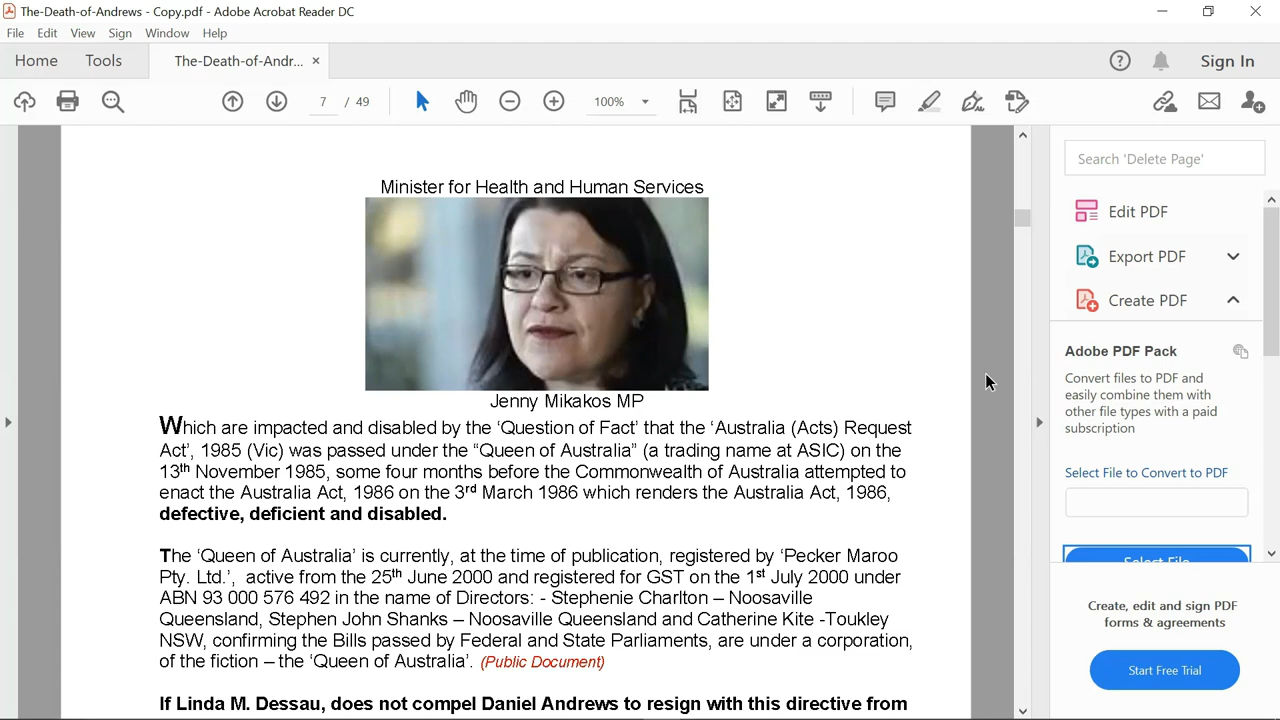 The-Death-of-Andrews - Copy.pdf - Adobe Acrobat Reader DC
File Edit View Sign Window Help
Home Tools The-Death-of-Andr... × Sign In
7 / 49 100%
Minister for Health and Human Services
Jenny Mikakos MP
Which are impacted and disabled by the ‘Question of Fact’ that the ‘Australia (Acts) Request
Act’, 1985 (Vic) was passed under the “Queen of Australia” (a trading name at ASIC) on the
13th November 1985, some four months before the Commonwealth of Australia attempted to
enact the Australia Act, 1986 on the 3rd March 1986 which renders the Australia Act, 1986,
defective, deficient and disabled.
The ‘Queen of Australia’ is currently, at the time of publication, registered by ‘Pecker Maroo
Pty. Ltd.’, active from the 25th June 2000 and registered for GST on the 1st July 2000 under
ABN 93 000 576 492 in the name of Directors: - Stephenie Charlton – Noosaville
Queensland, Stephen John Shanks – Noosaville Queensland and Catherine Kite -Toukley
NSW, confirming the Bills passed by Federal and State Parliaments, are under a corporation,
of the fiction – the ‘Queen of Australia’. (Public Document)
If Linda M. Dessau, does not compel Daniel Andrews to resign with this directive from
Search 'Delete Page'
Edit PDF
Export PDF
Create PDF
Adobe PDF Pack
Convert files to PDF and
easily combine them with
other file types with a paid
subscription
Select File to Convert to PDF
Select File
Create, edit and sign PDF
forms & agreements
Start Free Trial